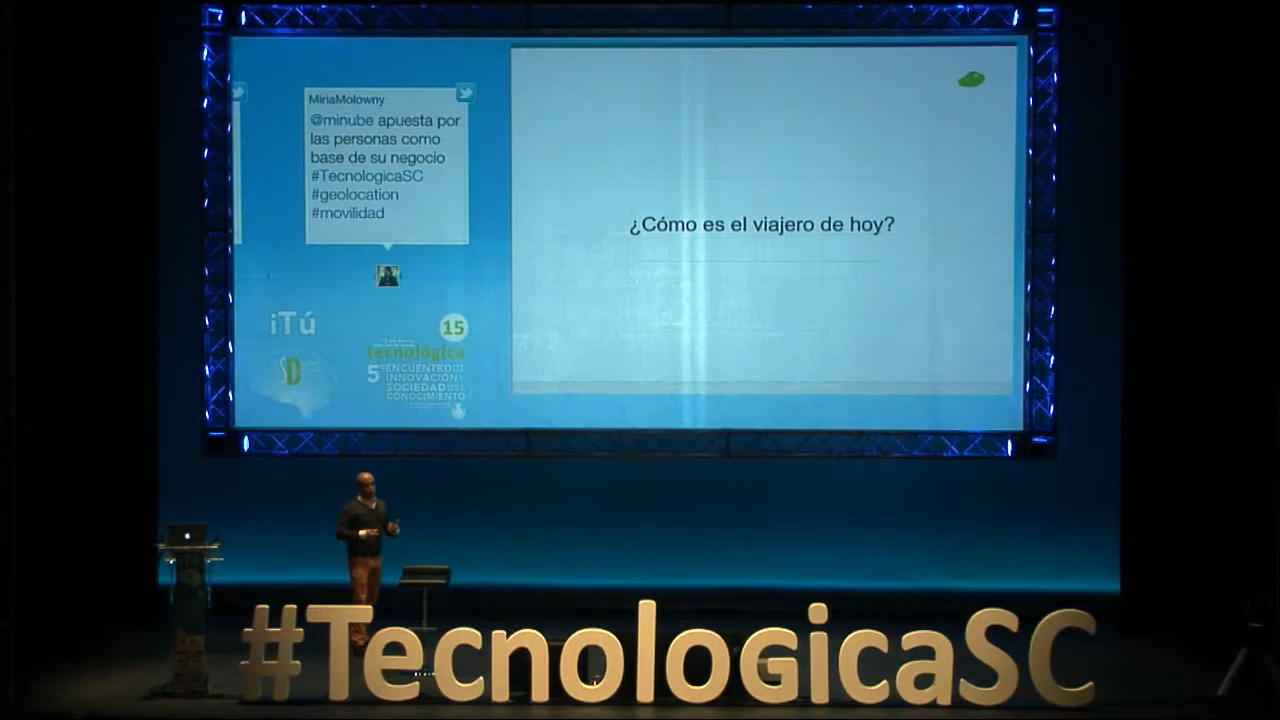 MiriaMolowny
@minube apuesta por
las personas como
base de su negocio
#TecnologicaSC
#geolocation
#movilidad
¿Cómo es el viajero de hoy?
iTú
SD
15
tecnológica
5º ENCUENTRO DE
INNOVACIÓN Y
SOCIEDAD DEL
CONOCIMIENTO
#TecnologicaSC